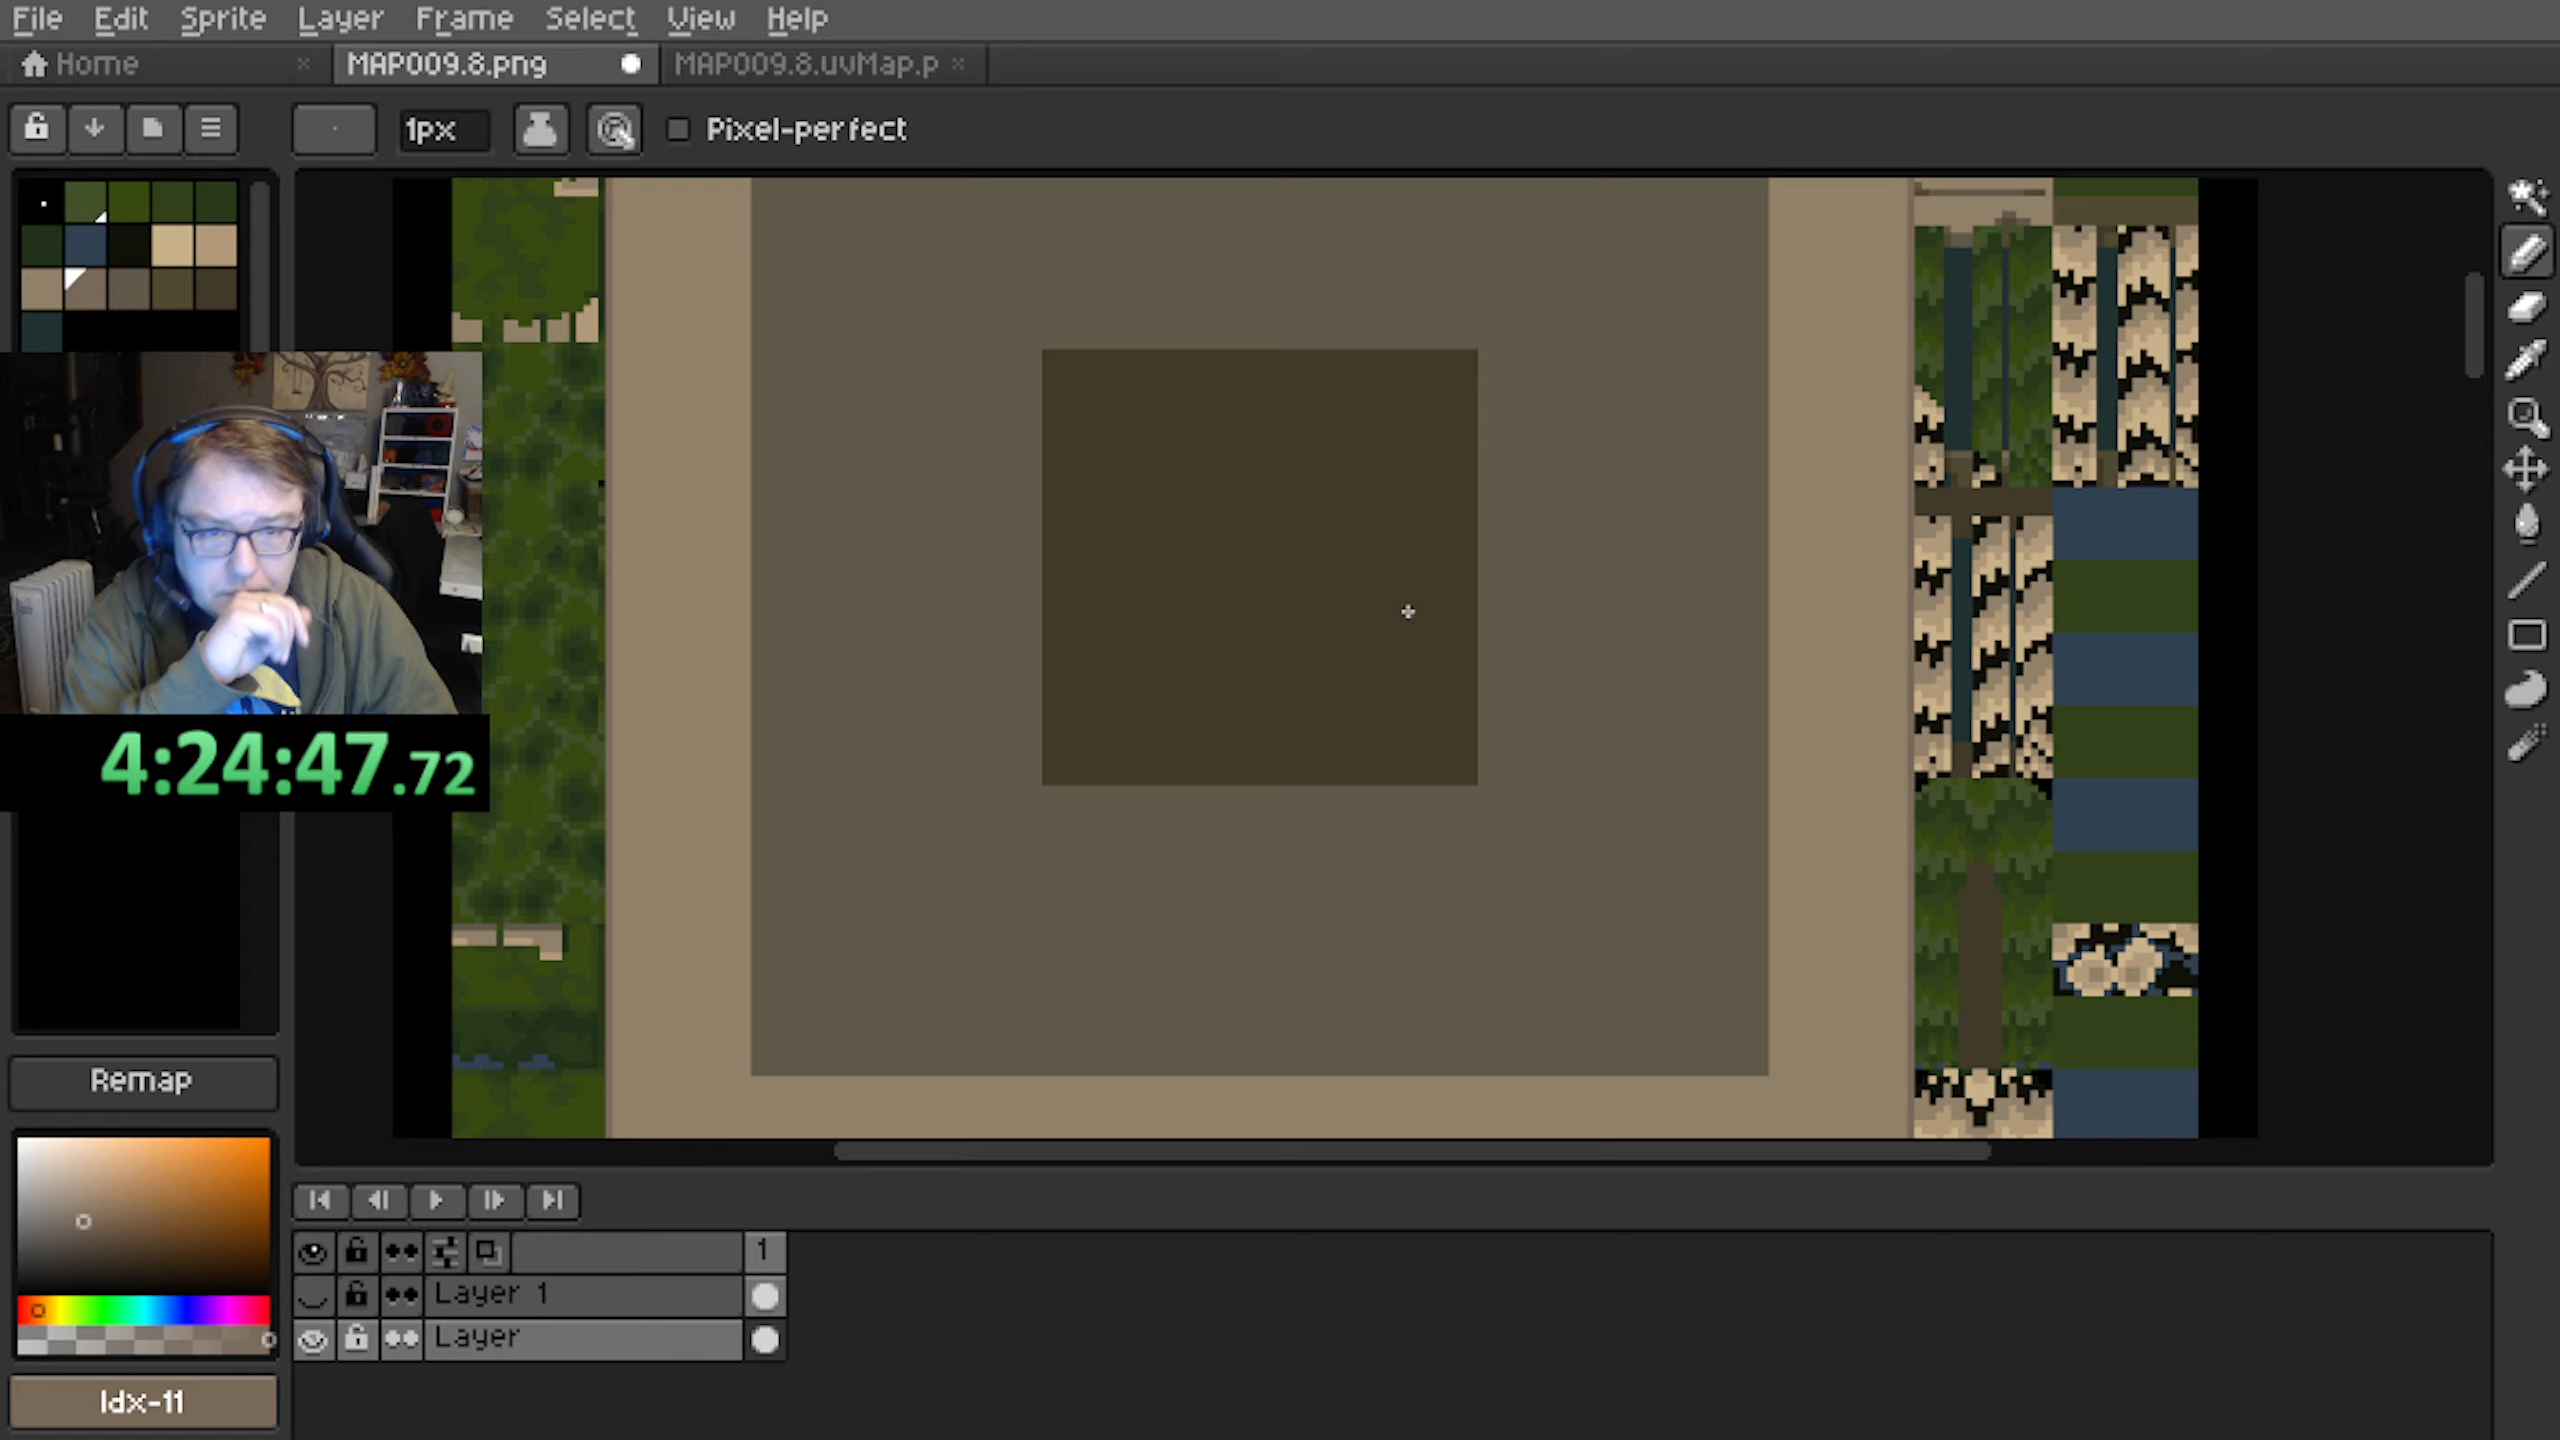 File Edit Sprite Layer Frame Select View Help
Home MAP009.8.png MAP009.8.uvMap.p
1px Pixel-perfect
4:24:47.72
Remap
1
Layer 1
Layer
Idx-11